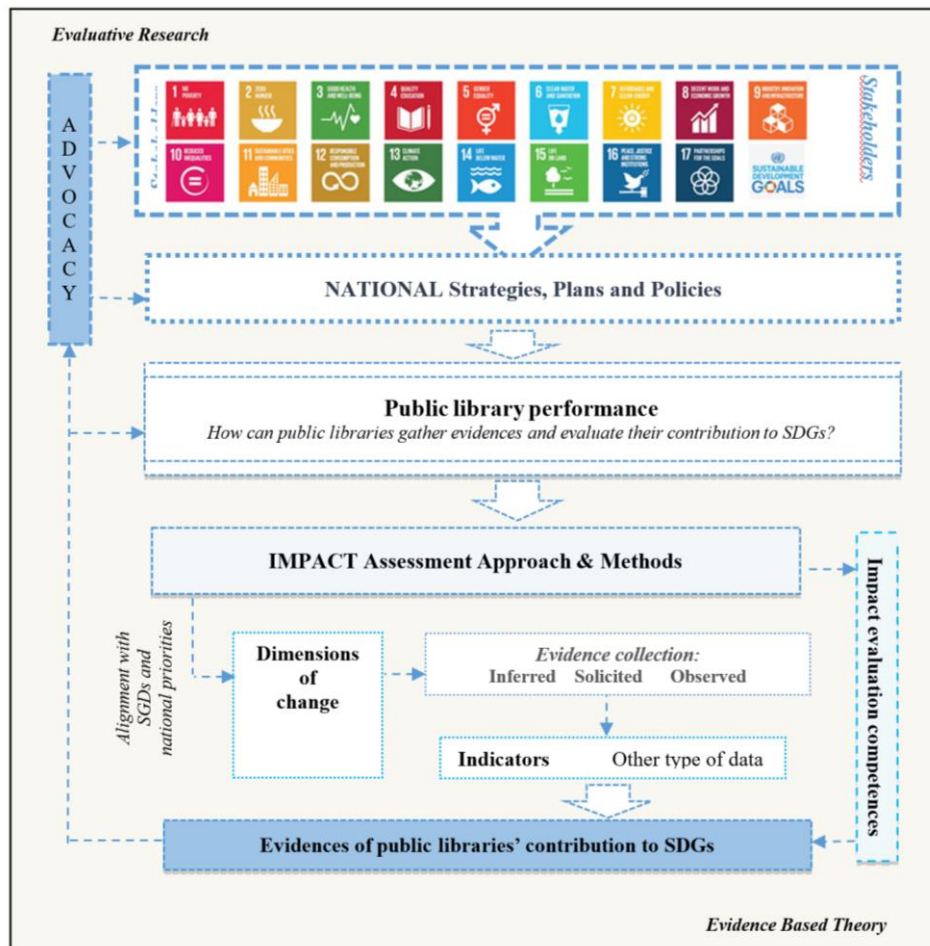 Evaluative Research
ADVOCACY
1 NO POVERTY
2 ZERO HUNGER
3 GOOD HEALTH AND WELL-BEING
4 QUALITY EDUCATION
5 GENDER EQUALITY
6 CLEAN WATER AND SANITATION
7 AFFORDABLE AND CLEAN ENERGY
8 DECENT WORK AND ECONOMIC GROWTH
9 INDUSTRY, INNOVATION AND INFRASTRUCTURE
10 REDUCED INEQUALITIES
11 SUSTAINABLE CITIES AND COMMUNITIES
12 RESPONSIBLE CONSUMPTION AND PRODUCTION
13 CLIMATE ACTION
14 LIFE BELOW WATER
15 LIFE ON LAND
16 PEACE, JUSTICE AND STRONG INSTITUTIONS
17 PARTNERSHIPS FOR THE GOALS
SUSTAINABLE
DEVELOPMENT
GOALS
Stakeholders
NATIONAL Strategies, Plans and Policies
Public library performance
How can public libraries gather evidences and evaluate their contribution to SDGs?
IMPACT Assessment Approach & Methods
Impact evaluation competences
Alignment with
SGDs and
national priorities
Dimensions
of
change
Evidence collection:
Inferred Solicited Observed
Indicators Other type of data
Evidences of public libraries’ contribution to SDGs
Evidence Based Theory